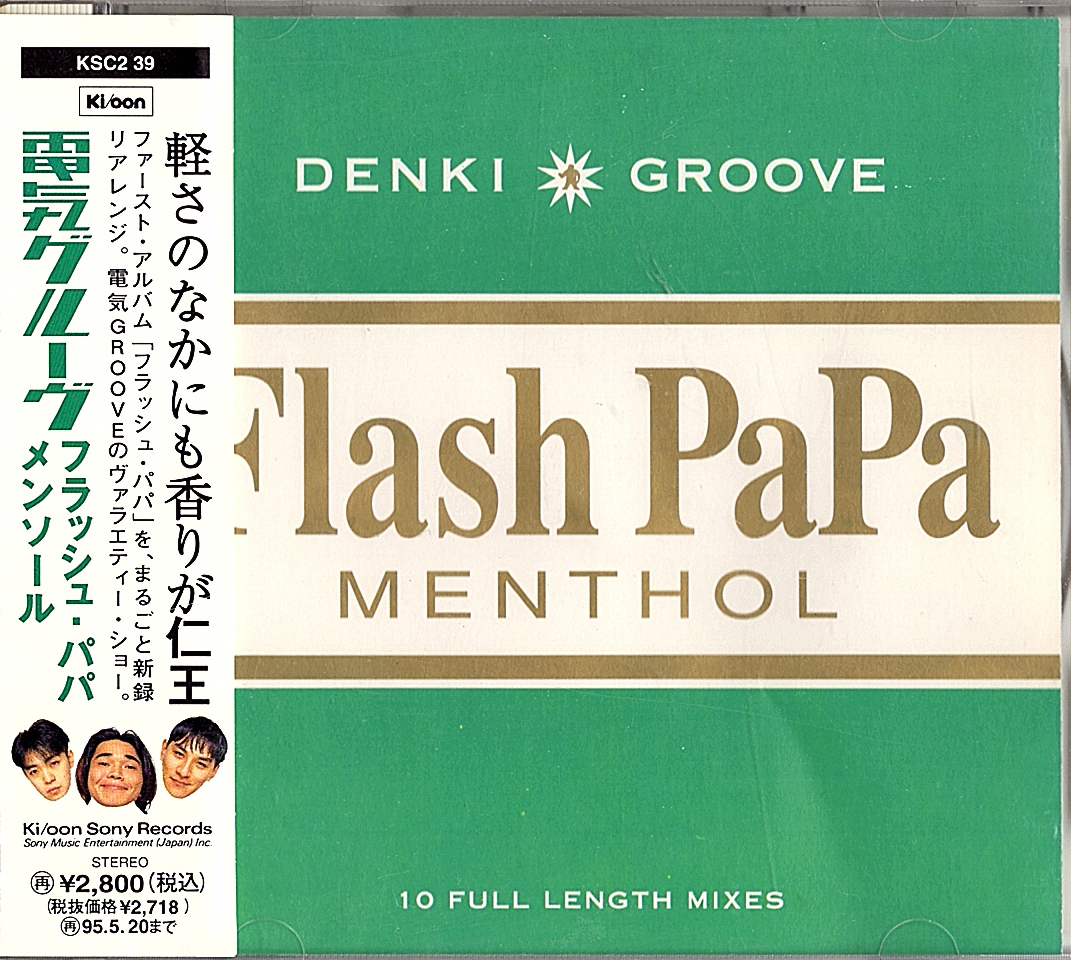 KSC2 39
Ki/oon
軽さのなかにも香りが仁王
ファースト・アルバム「フラッシュ・パパ」を、まるごと新録
リアレンジ。電気GROOVEのヴァラエティー・ショー。
電気グルーヴ
フラッシュ・パパ
メンソール
Ki/oon Sony Records
Sony Music Entertainment (Japan) Inc.
STEREO
再 ¥2,800(税込)
(税抜価格¥2,718 )
再95.5.20まで
DENKI GROOVE
Flash PaPa
MENTHOL
10 FULL LENGTH MIXES